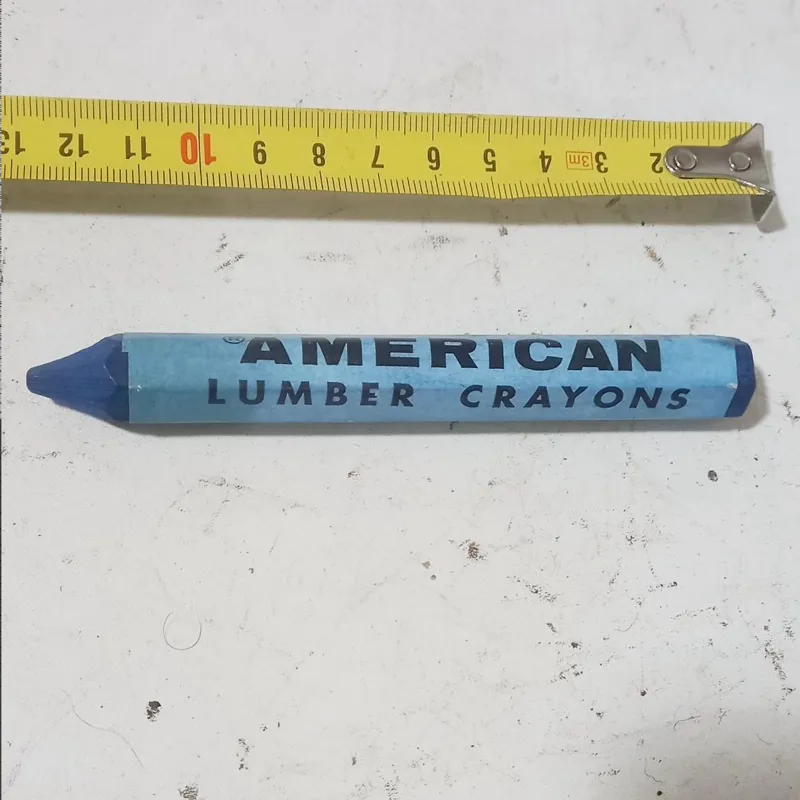 13 12 11 10 9 8 7 6 5 4 3m 3 2
® AMERICAN
LUMBER CRAYONS